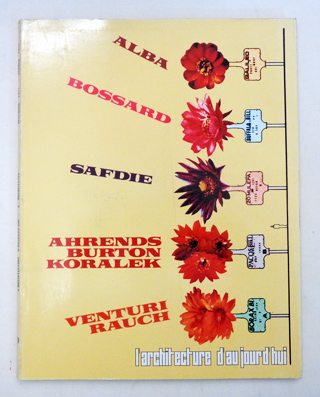 ALBA
BOSSARD
SAFDIE
AHRENDS
BURTON
KORALEK
VENTURI
RAUCH
l'architecture d'aujourd'hui